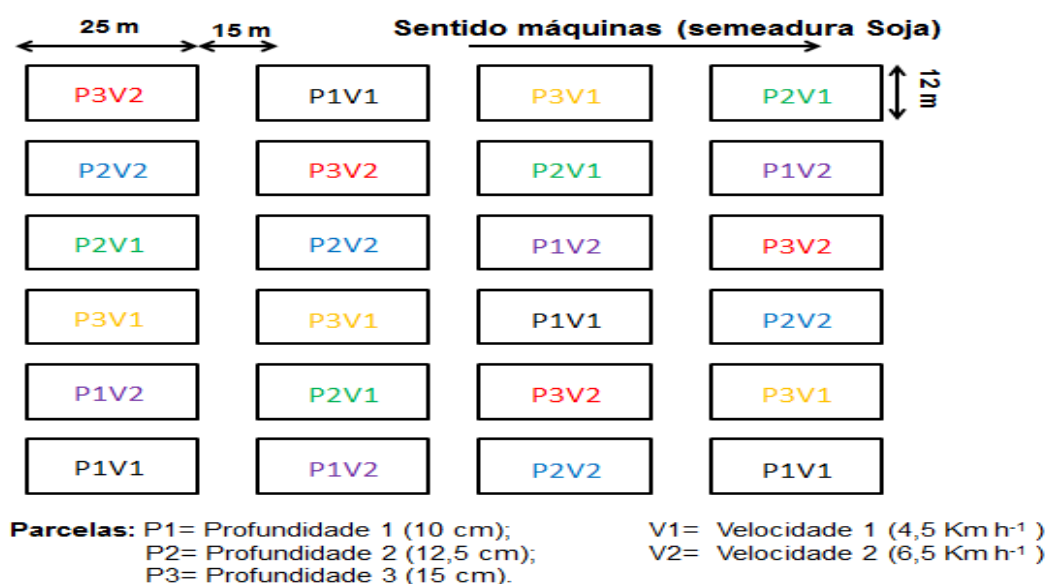 25 m 15 m Sentido máquinas (semeadura Soja)
P3V2 P1V1 P3V1 P2V1 12 m
P2V2 P3V2 P2V1 P1V2
P2V1 P2V2 P1V2 P3V2
P3V1 P3V1 P1V1 P2V2
P1V2 P2V1 P3V2 P3V1
P1V1 P1V2 P2V2 P1V1
Parcelas: P1= Profundidade 1 (10 cm); V1= Velocidade 1 (4,5 Km h-¹ )
P2= Profundidade 2 (12,5 cm); V2= Velocidade 2 (6,5 Km h-¹ )
P3= Profundidade 3 (15 cm).